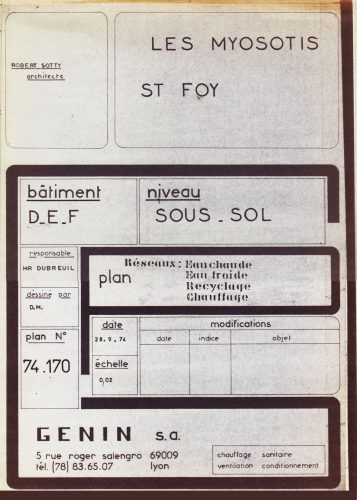 ROBERT SOTTY
architecte
LES MYOSOTIS
ST FOY
bâtiment
D_E_F
niveau
SOUS_SOL
responsable
MR DUBREUIL
dessiné par
D.M.
plan N°
74.170
plan
Réseaux: Eau chaude
Eau froide
Recyclage
Chauffage
date
28.9.74
échelle
0,02
modifications
date indice objet
GENIN s.a.
5 rue roger salengro 69009
tél. (78) 83.65.07 lyon
chauffage sanitaire
ventilation conditionnement